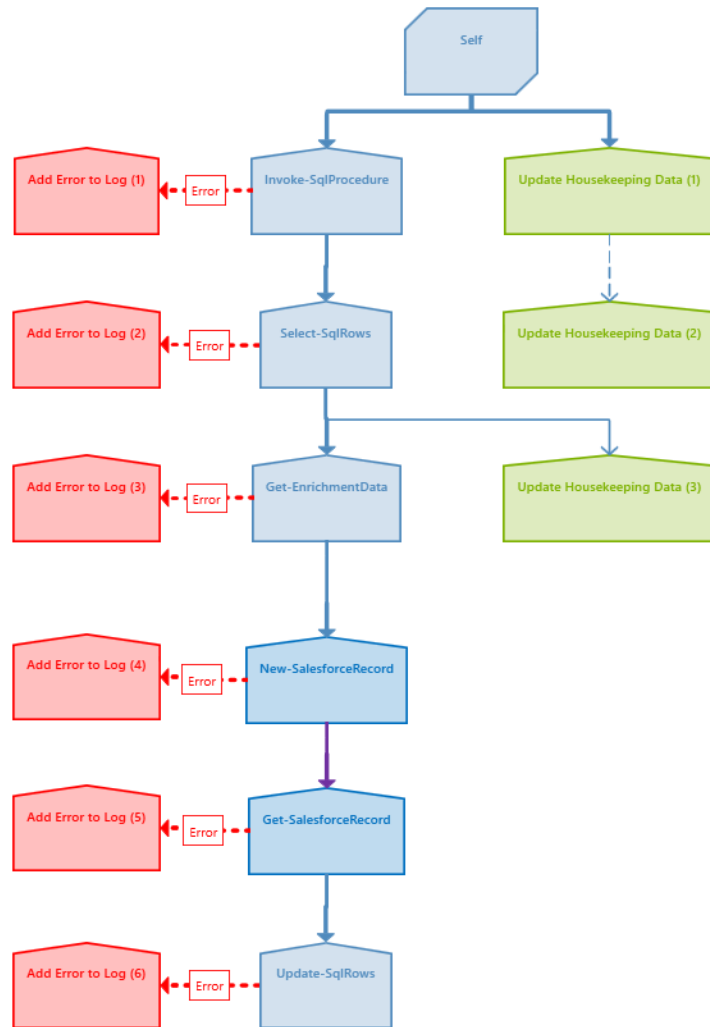 Self
Add Error to Log (1)
Error
Invoke-SqlProcedure
Update Housekeeping Data (1)
Add Error to Log (2)
Error
Select-SqlRows
Update Housekeeping Data (2)
Add Error to Log (3)
Error
Get-EnrichmentData
Update Housekeeping Data (3)
Add Error to Log (4)
Error
New-SalesforceRecord
Add Error to Log (5)
Error
Get-SalesforceRecord
Add Error to Log (6)
Error
Update-SqlRows